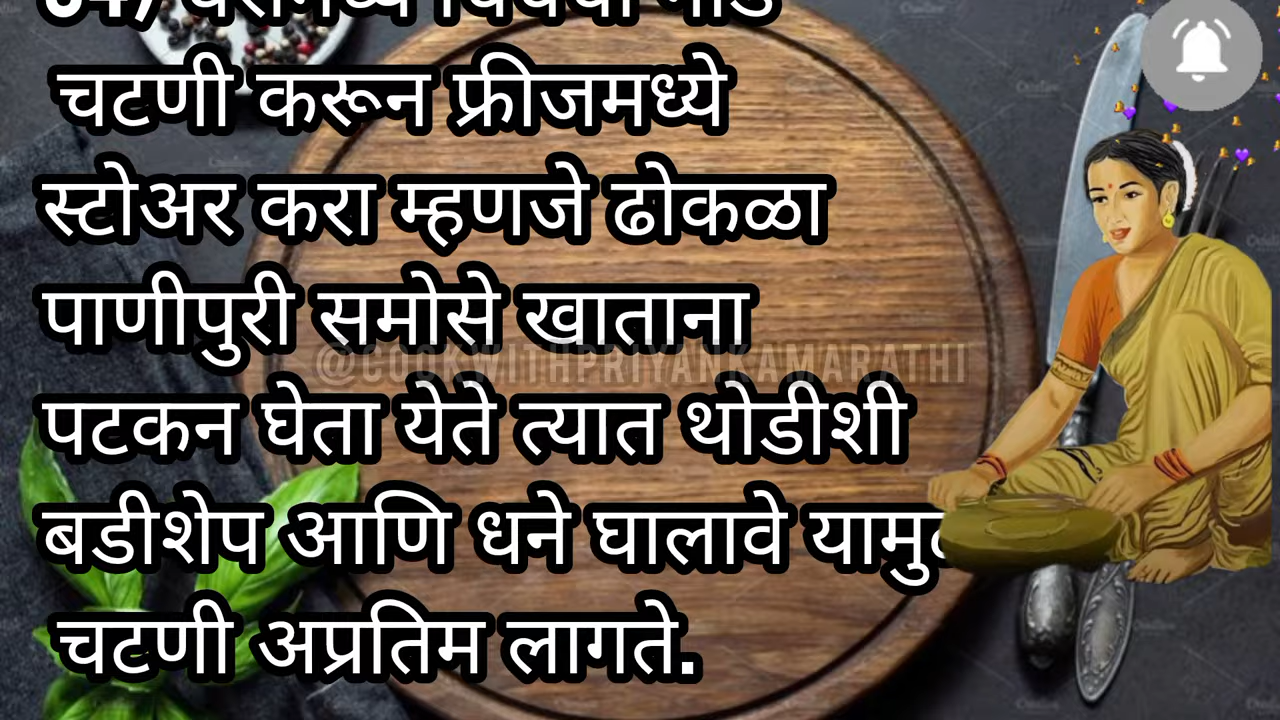 चटणी करून फ्रीजमध्ये
स्टोअर करा म्हणजे ढोकळा
पाणीपुरी समोसे खाताना
@COOKWITHPRIYANKAMARATHI
पटकन घेता येते त्यात थोडीशी
बडीशेप आणि धने घालावे
चटणी अप्रतिम लागते.